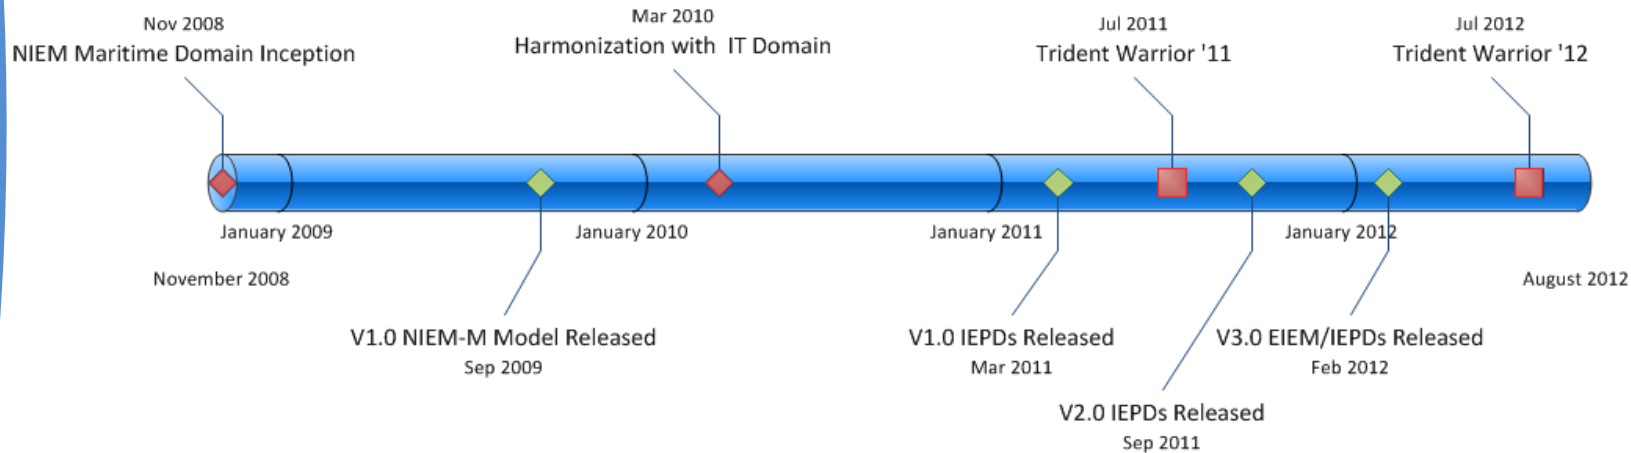 Nov 2008
NIEM Maritime Domain Inception
Mar 2010
Harmonization with IT Domain
Jul 2011
Trident Warrior '11
Jul 2012
Trident Warrior '12
January 2009
January 2010
January 2011
January 2012
November 2008
August 2012
V1.0 NIEM-M Model Released
Sep 2009
V1.0 IEPDs Released
Mar 2011
V3.0 EIEM/IEPDs Released
Feb 2012
V2.0 IEPDs Released
Sep 2011